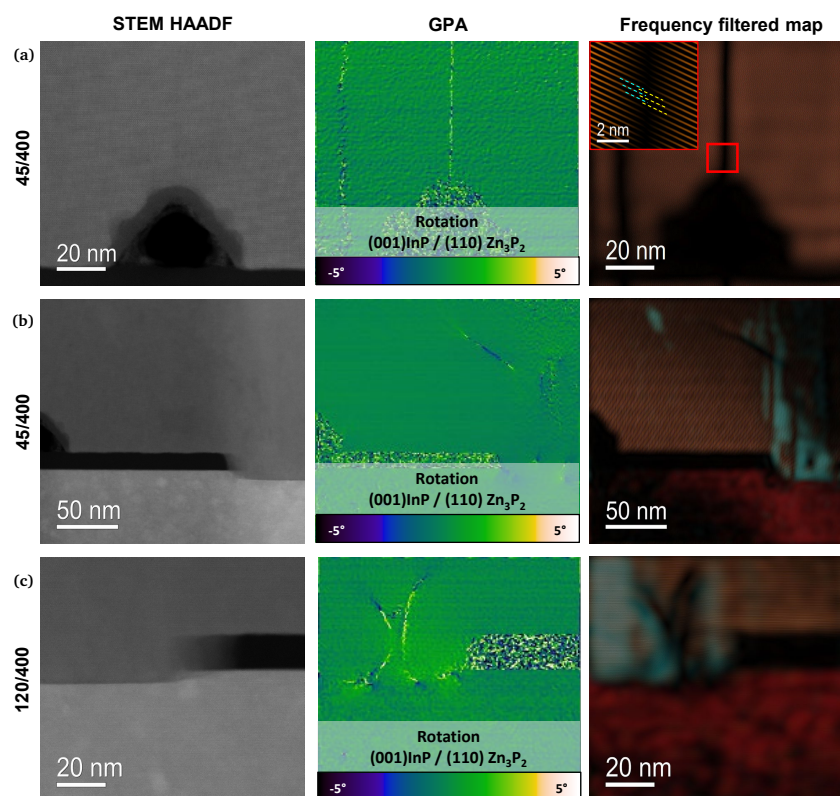 STEM HAADF
GPA
Frequency filtered map
(a)
45/400
20 nm
Rotation
(001)InP / (110) Zn₃P₂
-5°
5°
2 nm
20 nm
(b)
45/400
50 nm
Rotation
(001)InP / (110) Zn₃P₂
-5°
5°
50 nm
(c)
120/400
20 nm
Rotation
(001)InP / (110) Zn₃P₂
-5°
5°
20 nm